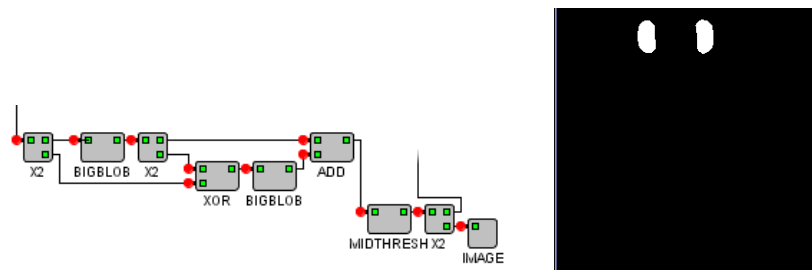 X2 BIGBLOB X2 ADD
XOR BIGBLOB
MIDTHRESH X2
IMAGE